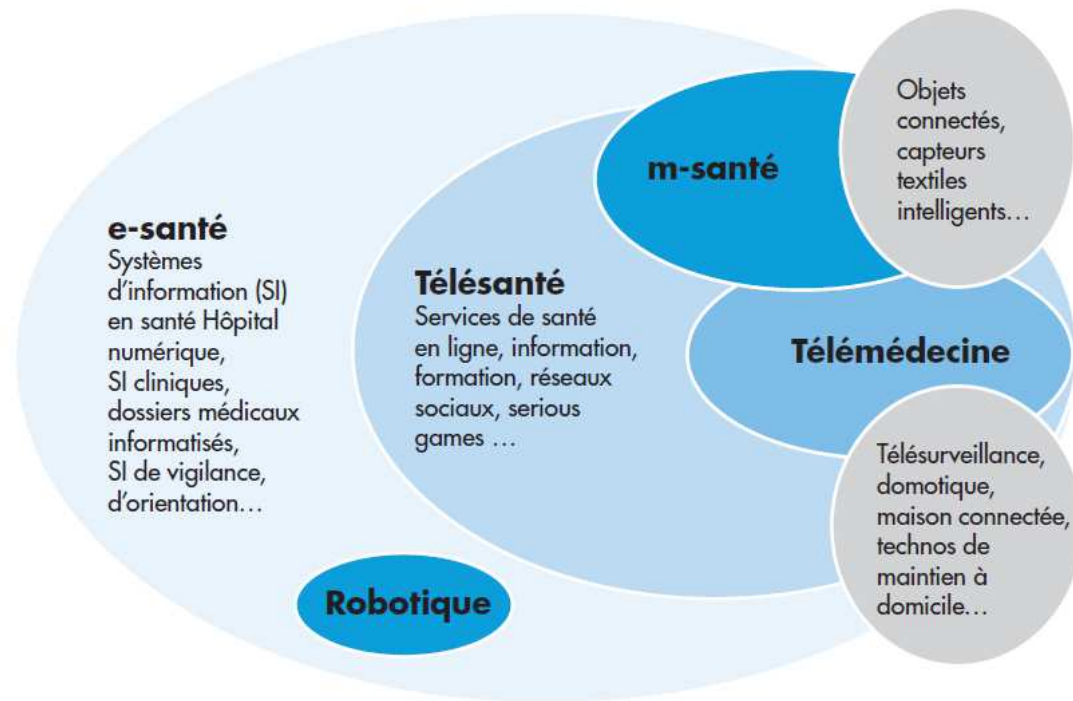 e-santé
Systèmes
d'information (SI)
en santé Hôpital
numérique,
SI cliniques,
dossiers médicaux
informatisés,
SI de vigilance,
d'orientation…
Télésanté
Services de santé
en ligne, information,
formation, réseaux
sociaux, serious
games …
m-santé
Objets
connectés,
capteurs
textiles
intelligents…
Télémédecine
Télésurveillance,
domotique,
maison connectée,
technos de
maintien à
domicile…
Robotique